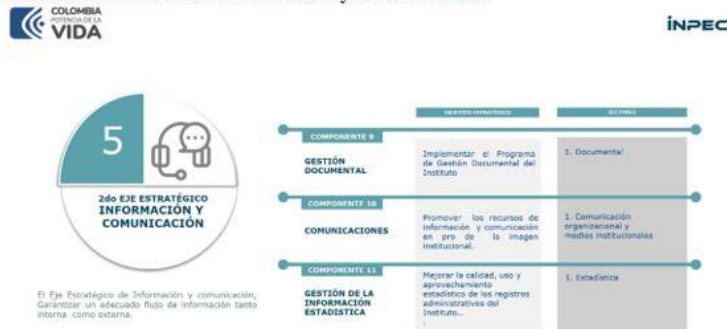 COLOMBIA
POTENCIA DE LA
VIDA
INPEC
5
2do EJE ESTRATÉGICO
INFORMACIÓN Y
COMUNICACIÓN
El Eje Estratégico de Información y comunicación,
Garantizar un adecuado flujo de información tanto
interna como externa.
OBJETIVO ESTRATÉGICO
COMPONENTE 9
GESTIÓN
DOCUMENTAL
Implementar el Programa
de Gestión Documental del
Instituto
1. Documental
COMPONENTE 10
COMUNICACIONES
Promover los recursos de
información y comunicación
en pro de la imagen
institucional.
1. Comunicación
organizacional y
medios institucionales
COMPONENTE 11
GESTIÓN DE LA
INFORMACIÓN
ESTADISTICA
Mejorar la calidad, uso y
aprovechamiento
estadístico de los registros
administrativos del
Instituto..
.
1. Estadística